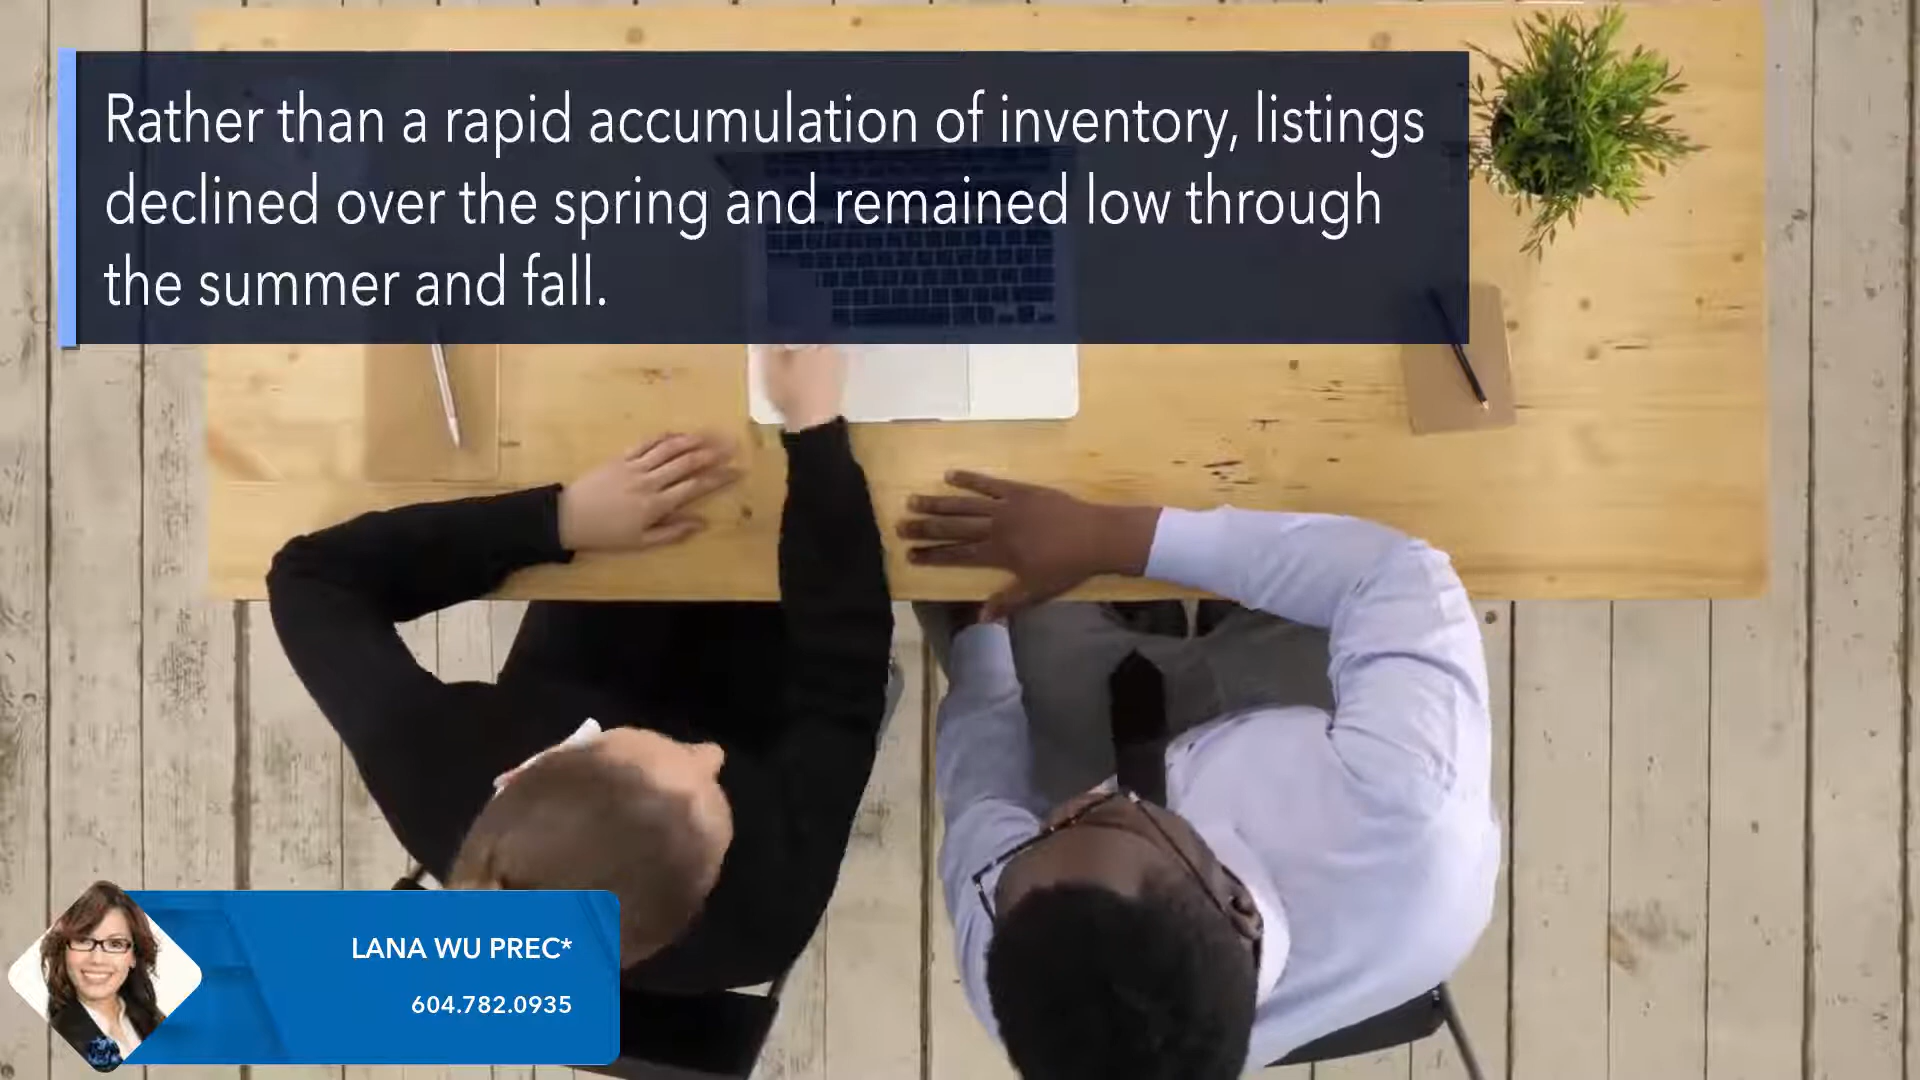 Rather than a rapid accumulation of inventory, listings
declined over the spring and remained low through
the summer and fall.
LANA WU PREC*
604.782.0935